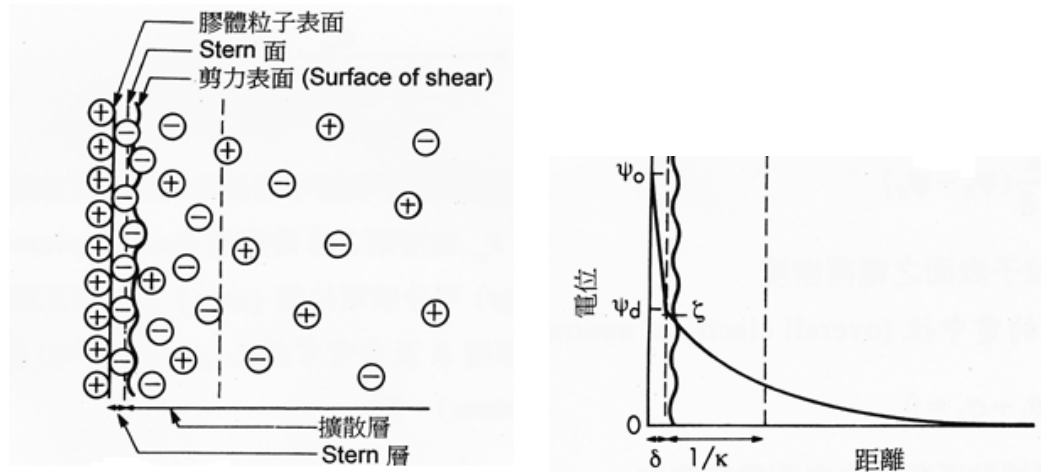 膠體粒子表面
Stern 面
剪力表面 (Surface of shear)
擴散層
Stern 層
ψ₀
電位
ψd
ζ
0
δ 1/κ
距離